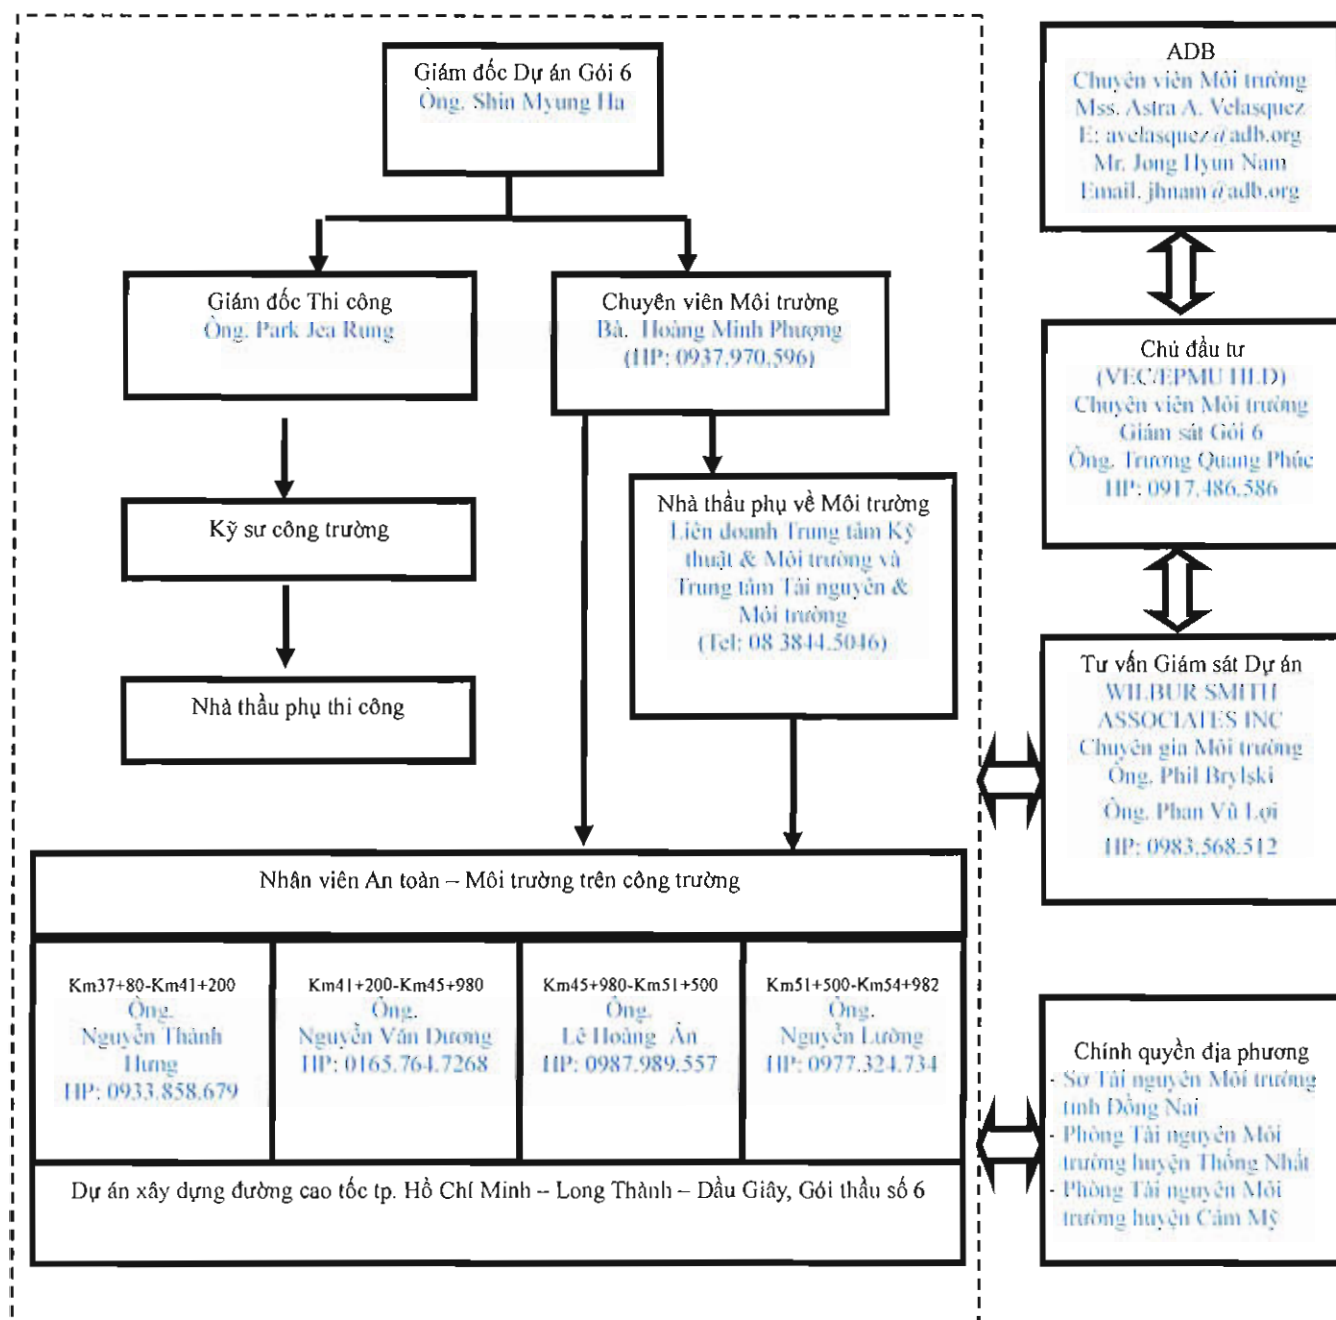 Giám đốc Dự án Gói 6
Ông. Shin Myung Ha
Giám đốc Thi công
Ông. Park Jea Rung
Chuyên viên Môi trường
Bà. Hoàng Minh Phượng
(HP: 0937.970.596)
Kỹ sư công trường
Nhà thầu phụ về Môi trường
Liên doanh Trung tâm Kỹ
thuật & Môi trường và
Trung tâm Tài nguyên &
Môi trường
(Tel: 08 3844.5046)
Nhà thầu phụ thi công
Nhân viên An toàn – Môi trường trên công trường
Km37+80-Km41+200
Ông.
Nguyễn Thành
Hưng
HP: 0933.858.679
Km41+200-Km45+980
Ông.
Nguyễn Văn Dương
HP: 0165.764.7268
Km45+980-Km51+500
Ông.
Lê Hoàng Ân
HP: 0987.989.557
Km51+500-Km54+982
Ông.
Nguyễn Lường
HP: 0977.324.734
Dự án xây dựng đường cao tốc tp. Hồ Chí Minh – Long Thành – Dầu Giây, Gói thầu số 6
ADB
Chuyên viên Môi trường
Mss. Astra A. Velasquez
E: avelasquez@adb.org
Mr. Jong Hyun Nam
Email. jhnam@adb.org
Chủ đầu tư
(VEC/EPMU HLD)
Chuyên viên Môi trường
Giám sát Gói 6
Ông. Trương Quang Phúc
HP: 0917.486.586
Tư vấn Giám sát Dự án
WILBUR SMITH
ASSOCIATES INC
Chuyên gia Môi trường
Ông. Phil Brylski
Ông. Phan Vũ Lợi
HP: 0983.568.512
Chính quyền địa phương
- Sở Tài nguyên Môi trường
tỉnh Đồng Nai
- Phòng Tài nguyên Môi
trường huyện Thống Nhất
- Phòng Tài nguyên Môi
trường huyện Cẩm Mỹ